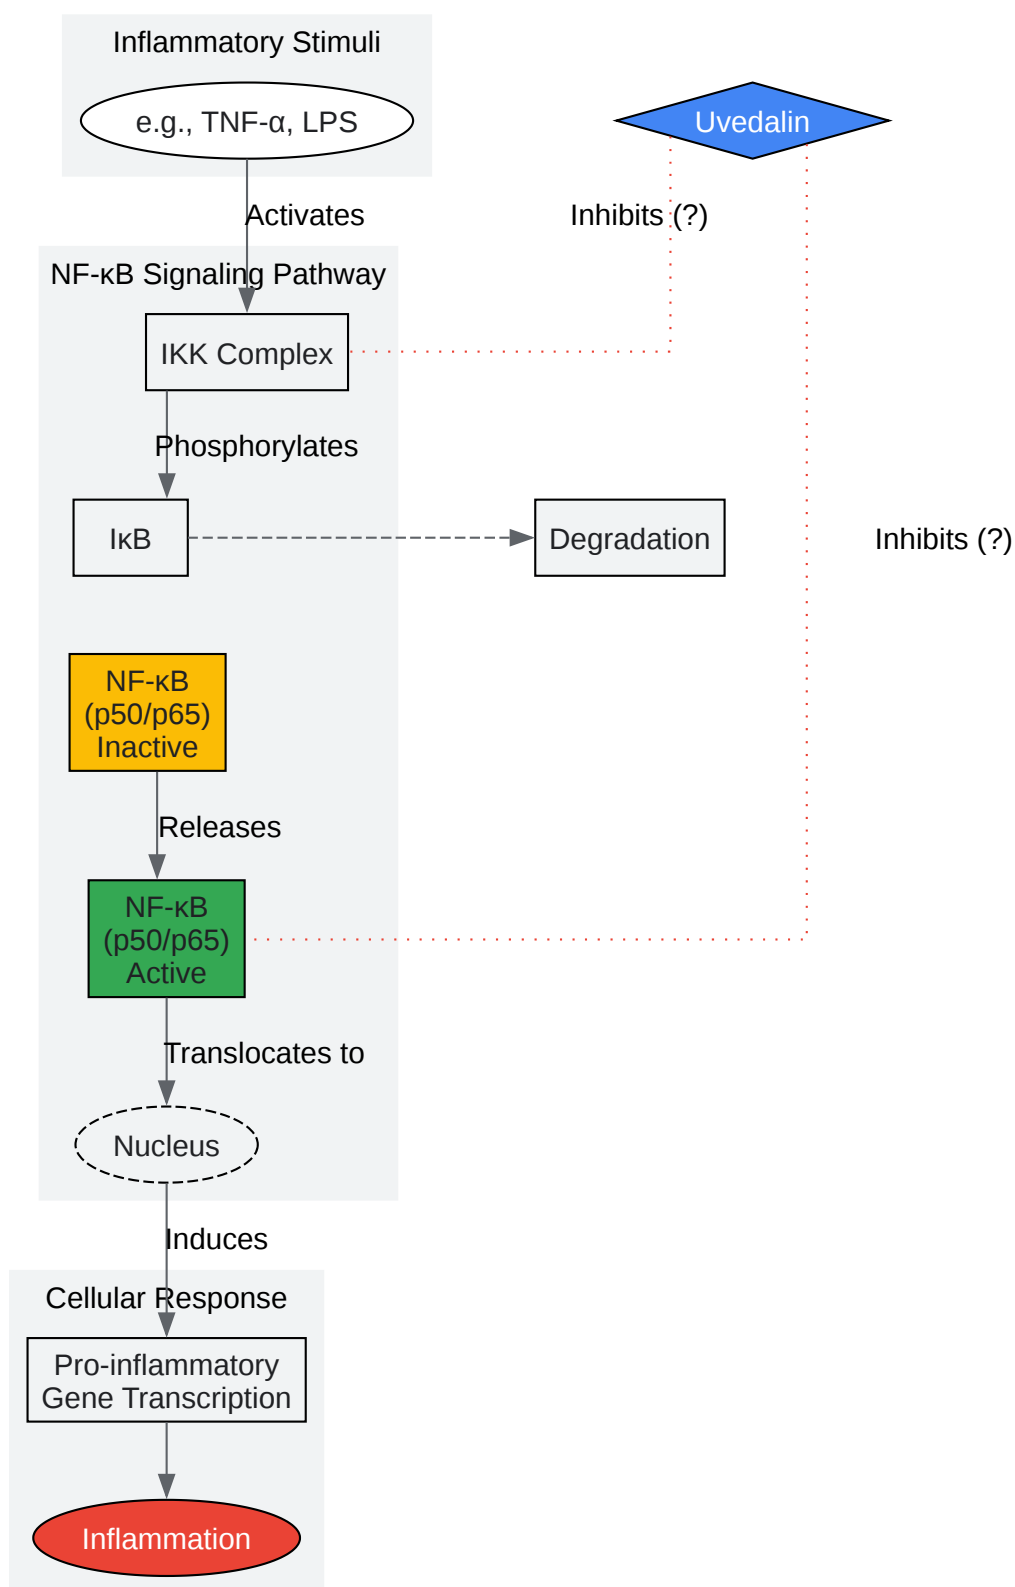 Inflammatory Stimuli
e.g., TNF-α, LPS
Uvedalin
Activates
Inhibits (?)
NF-κB Signaling Pathway
IKK Complex
Phosphorylates
IκB
Degradation
Inhibits (?)
NF-κB
(p50/p65)
Inactive
Releases
NF-κB
(p50/p65)
Active
Translocates to
Nucleus
Induces
Cellular Response
Pro-inflammatory
Gene Transcription
Inflammation